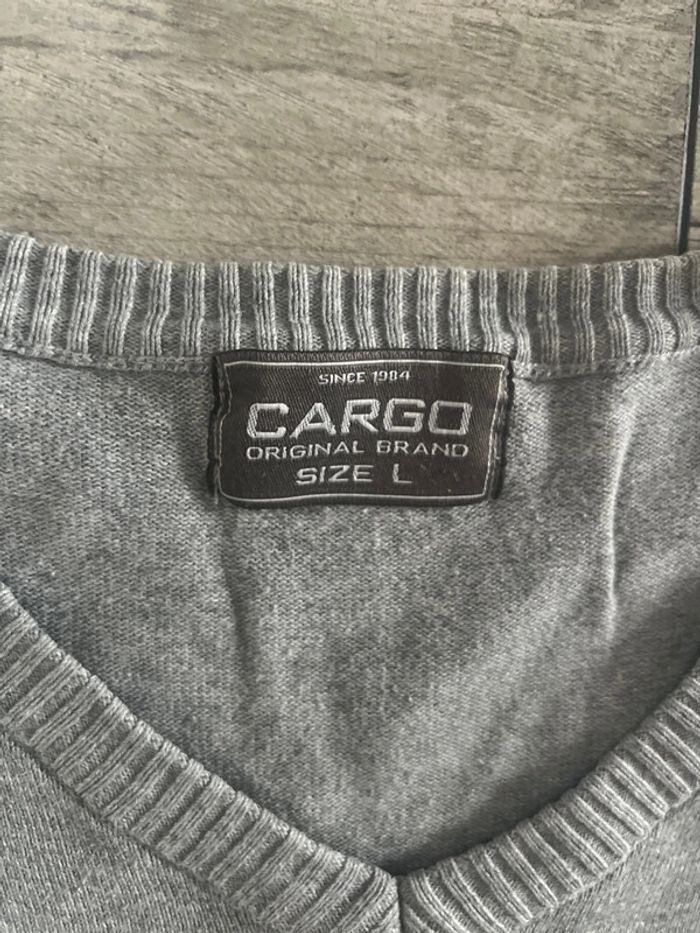 SINCE 1984
CARGO
ORIGINAL BRAND
SIZE L